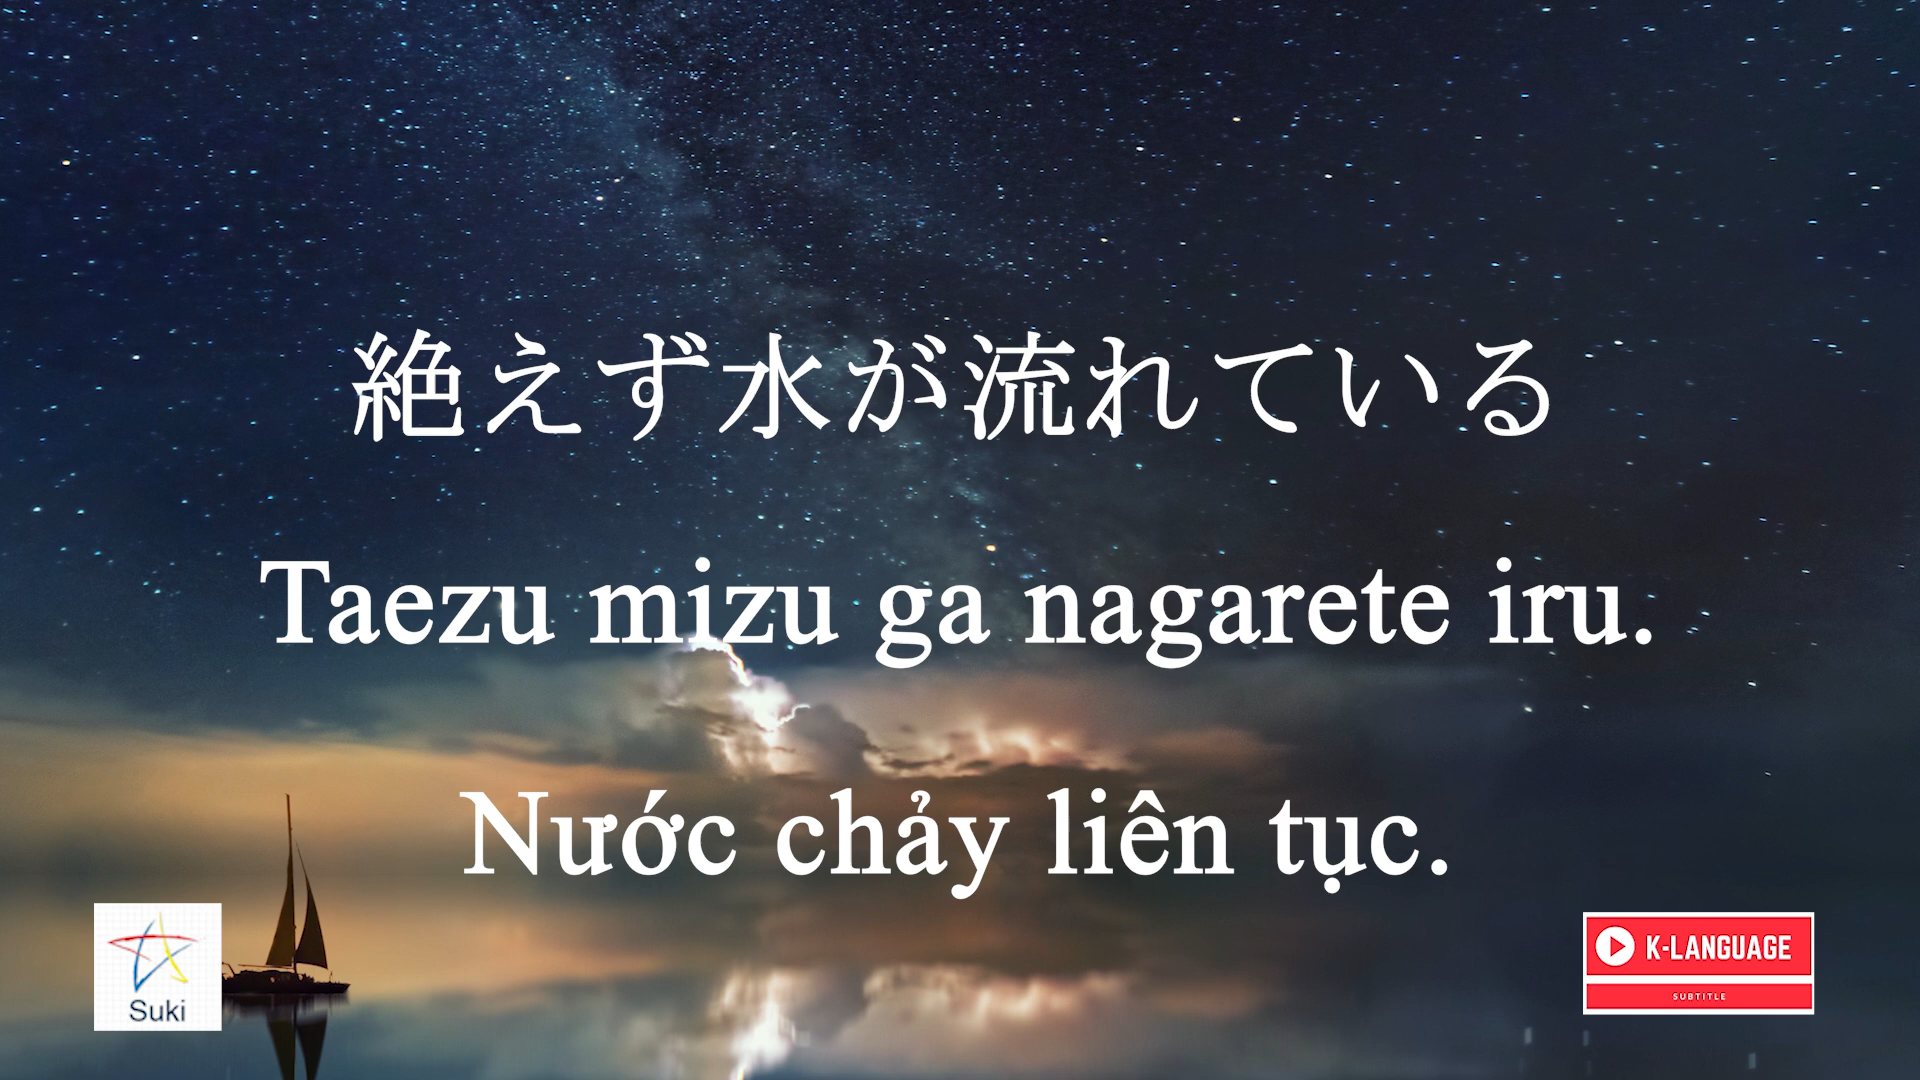 絶えず水が流れている
Taezu mizu ga nagarete iru.
Nước chảy liên tục.
Suki
K-LANGUAGE
SUBTITLE